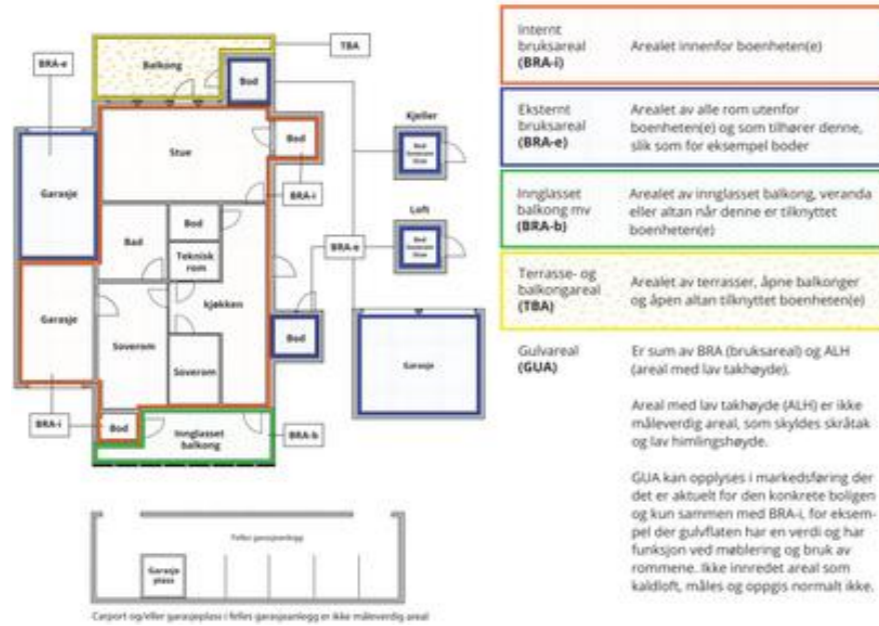 TBA
BRA-e
Balkong
Bod
Kjeller
Bod
Stue
Bod
Garasje
BRA-i
Loft
Bod
Bad
Bod
BRA-e
Teknisk
rom
kjøkken
Garasje
Soverom
Bod
Garasje
Soverom
BRA-i
Bod
Innglasset
balkong
BRA-b
Felles garasjeanlegg
Garasje
plass
Carport og/eller garasjeplass i felles garasjeanlegg er ikke måleverdig areal
Internt
bruksareal
(BRA-i)
Arealet innenfor boenheten(e)
Eksternt
bruksareal
(BRA-e)
Arealet av alle rom utenfor
boenheten(e) og som tilhører denne,
slik som for eksempel boder
Innglasset
balkong mv
(BRA-b)
Arealet av innglasset balkong, veranda
eller altan når denne er tilknyttet
boenheten(e)
Terrasse- og
balkongareal
(TBA)
Arealet av terrasser, åpne balkonger
og åpen altan tilknyttet boenheten(e)
Gulvareal
(GUA)
Er sum av BRA (bruksareal) og ALH
(areal med lav takhøyde).
Areal med lav takhøyde (ALH) er ikke
måleverdig areal, som skyldes skråtak
og lav himlingshøyde.
GUA kan opplyses i markedsføring der
det er aktuelt for den konkrete boligen
og kun sammen med BRA-i, for eksem-
pel der gulvflaten har en verdi og har
funksjon ved møblering og bruk av
rommene. Ikke innredet areal som
kaldloft, måles og oppgis normalt ikke.